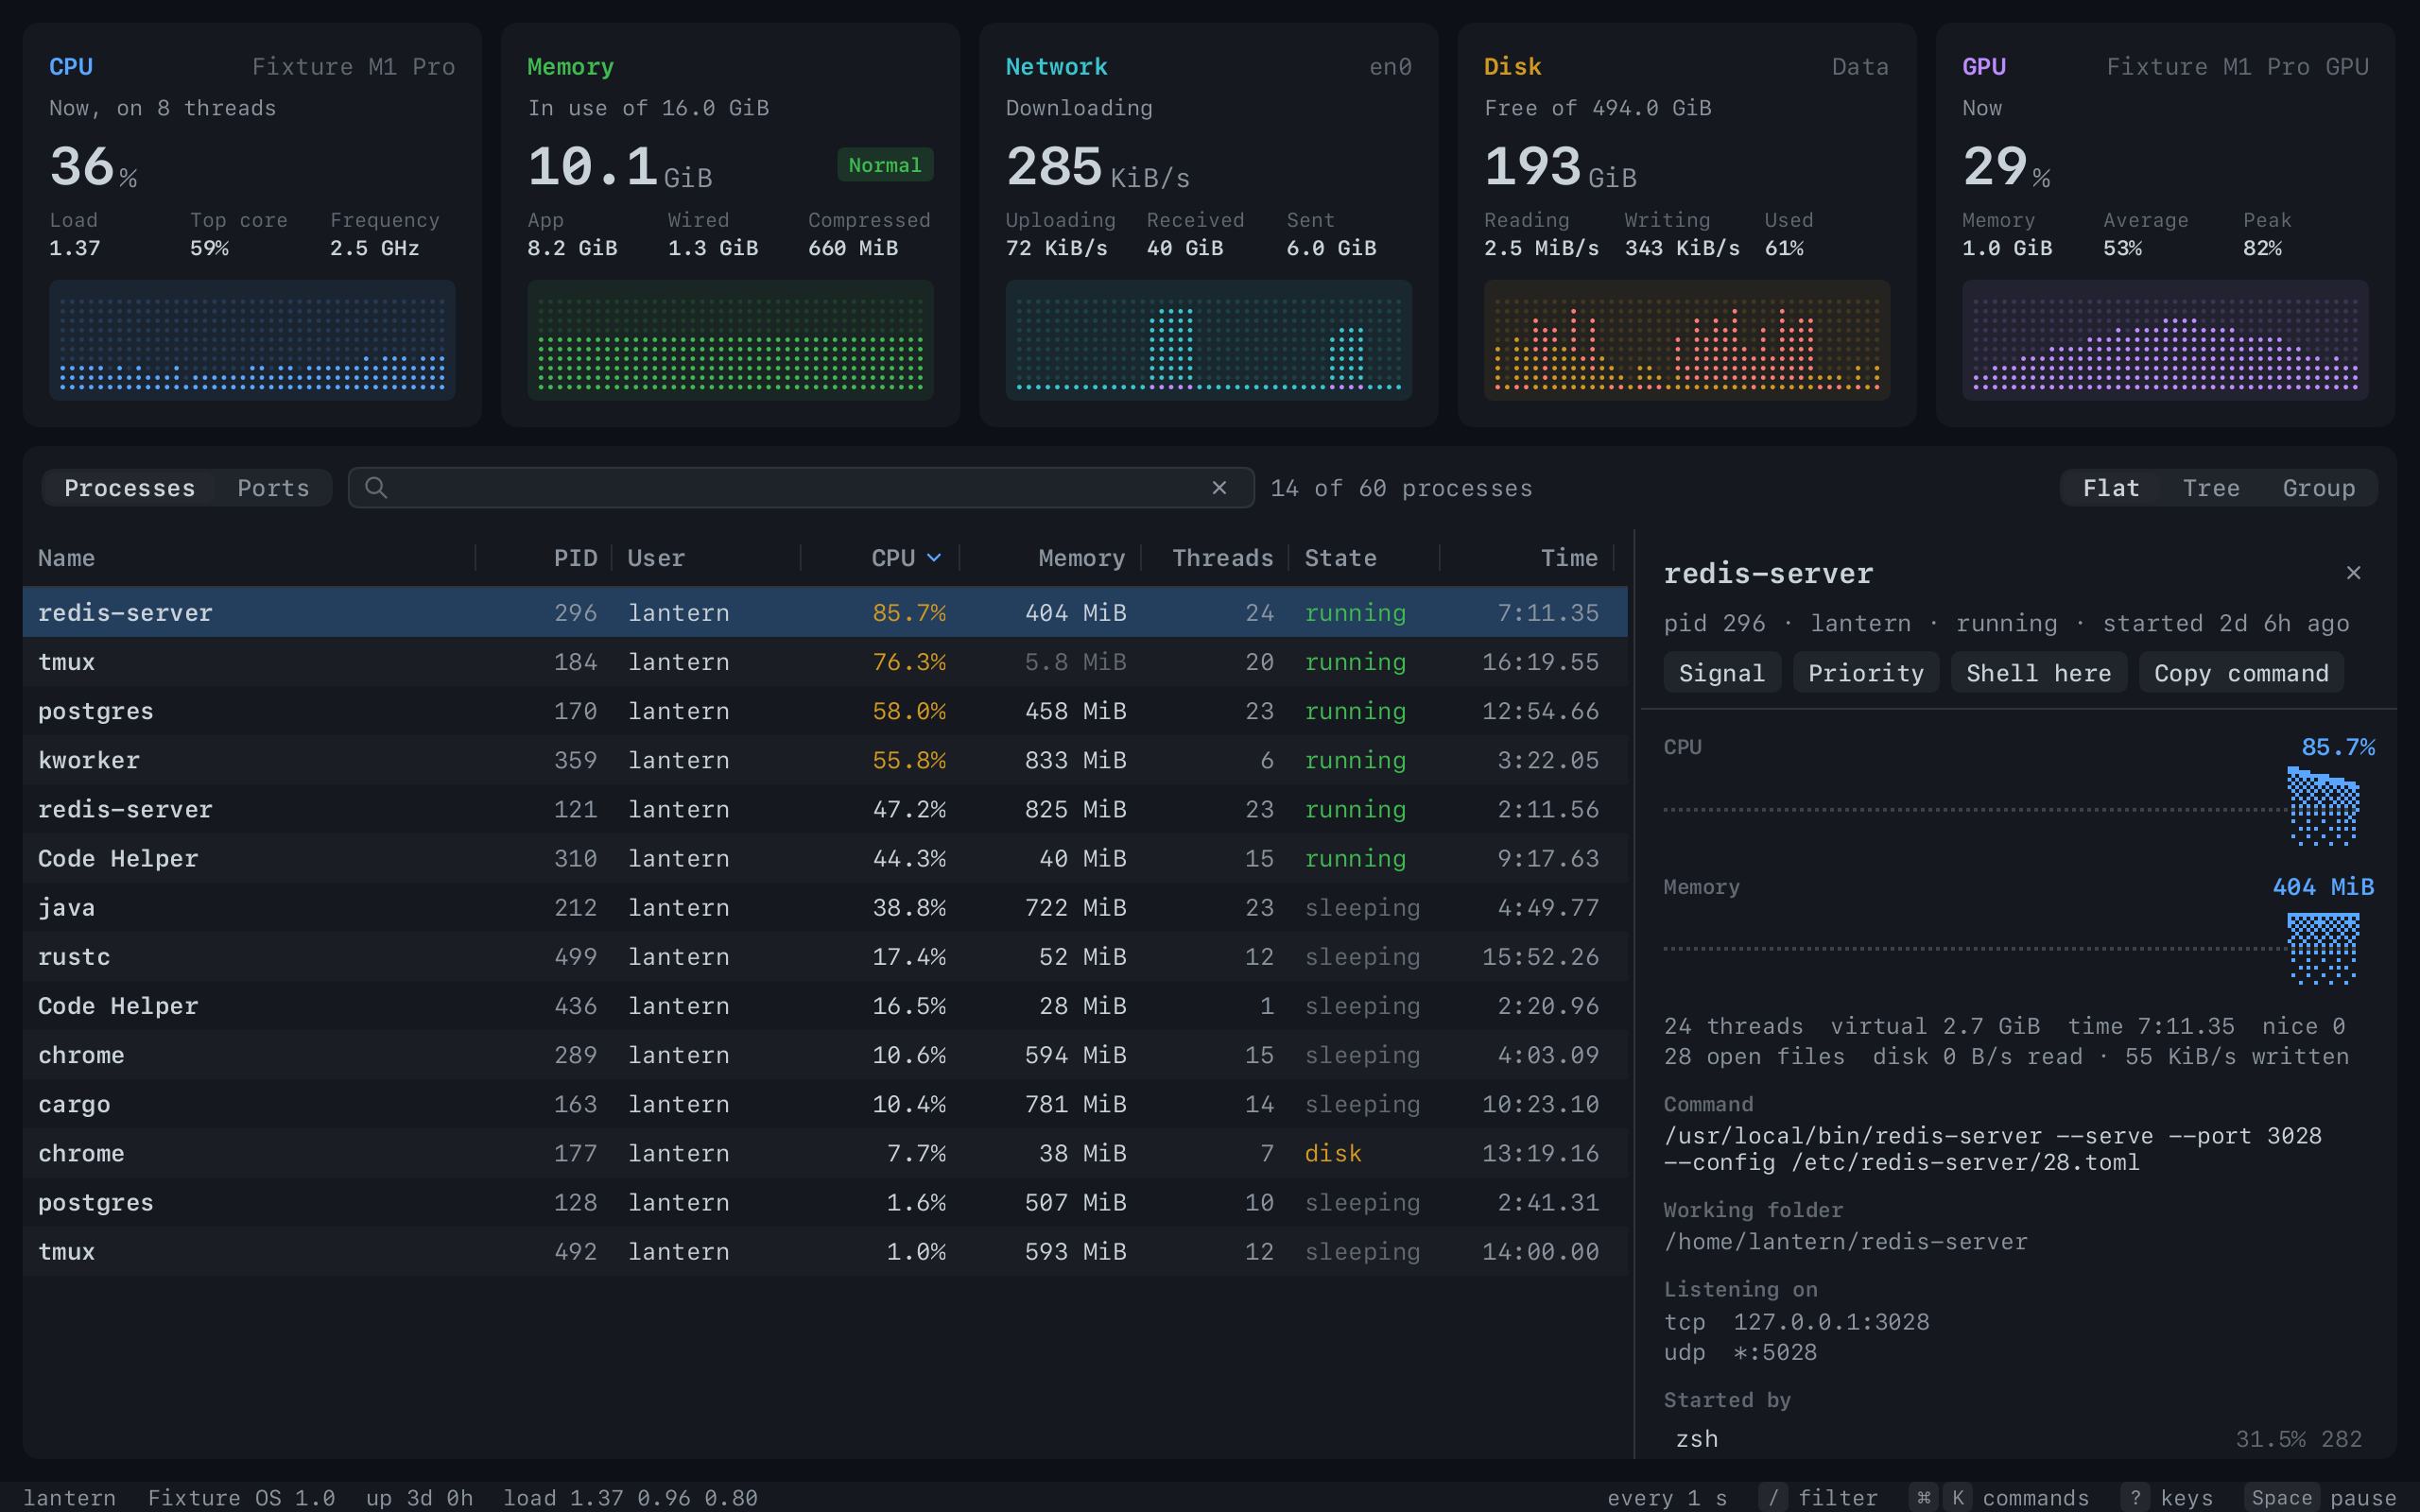 CPU Fixture M1 Pro
Now, on 8 threads
36%
Load Top core Frequency
1.37 59% 2.5 GHz
Memory
In use of 16.0 GiB
10.1 GiB Normal
App Wired Compressed
8.2 GiB 1.3 GiB 660 MiB
Network en0
Downloading
285 KiB/s
Uploading Received Sent
72 KiB/s 40 GiB 6.0 GiB
Disk Data
Free of 494.0 GiB
193 GiB
Reading Writing Used
2.5 MiB/s 343 KiB/s 61%
GPU Fixture M1 Pro GPU
Now
29%
Memory Average Peak
1.0 GiB 53% 82%
Processes Ports × 14 of 60 processes Flat Tree Group
Name PID User CPU Memory Threads State Time
redis-server 296 lantern 85.7% 404 MiB 24 running 7:11.35
tmux 184 lantern 76.3% 5.8 MiB 20 running 16:19.55
postgres 170 lantern 58.0% 458 MiB 23 running 12:54.66
kworker 359 lantern 55.8% 833 MiB 6 running 3:22.05
redis-server 121 lantern 47.2% 825 MiB 23 running 2:11.56
Code Helper 310 lantern 44.3% 40 MiB 15 running 9:17.63
java 212 lantern 38.8% 722 MiB 23 sleeping 4:49.77
rustc 499 lantern 17.4% 52 MiB 12 sleeping 15:52.26
Code Helper 436 lantern 16.5% 28 MiB 1 sleeping 2:20.96
chrome 289 lantern 10.6% 594 MiB 15 sleeping 4:03.09
cargo 163 lantern 10.4% 781 MiB 14 sleeping 10:23.10
chrome 177 lantern 7.7% 38 MiB 7 disk 13:19.16
postgres 128 lantern 1.6% 507 MiB 10 sleeping 2:41.31
tmux 492 lantern 1.0% 593 MiB 12 sleeping 14:00.00
redis-server ×
pid 296 · lantern · running · started 2d 6h ago
Signal Priority Shell here Copy command
CPU 85.7%
Memory 404 MiB
24 threads virtual 2.7 GiB time 7:11.35 nice 0
28 open files disk 0 B/s read · 55 KiB/s written
Command
/usr/local/bin/redis-server --serve --port 3028
--config /etc/redis-server/28.toml
Working folder
/home/lantern/redis-server
Listening on
tcp 127.0.0.1:3028
udp *:5028
Started by
zsh 31.5% 282
lantern Fixture OS 1.0 up 3d 0h load 1.37 0.96 0.80 every 1 s / filter ⌘ K commands ? keys Space pause